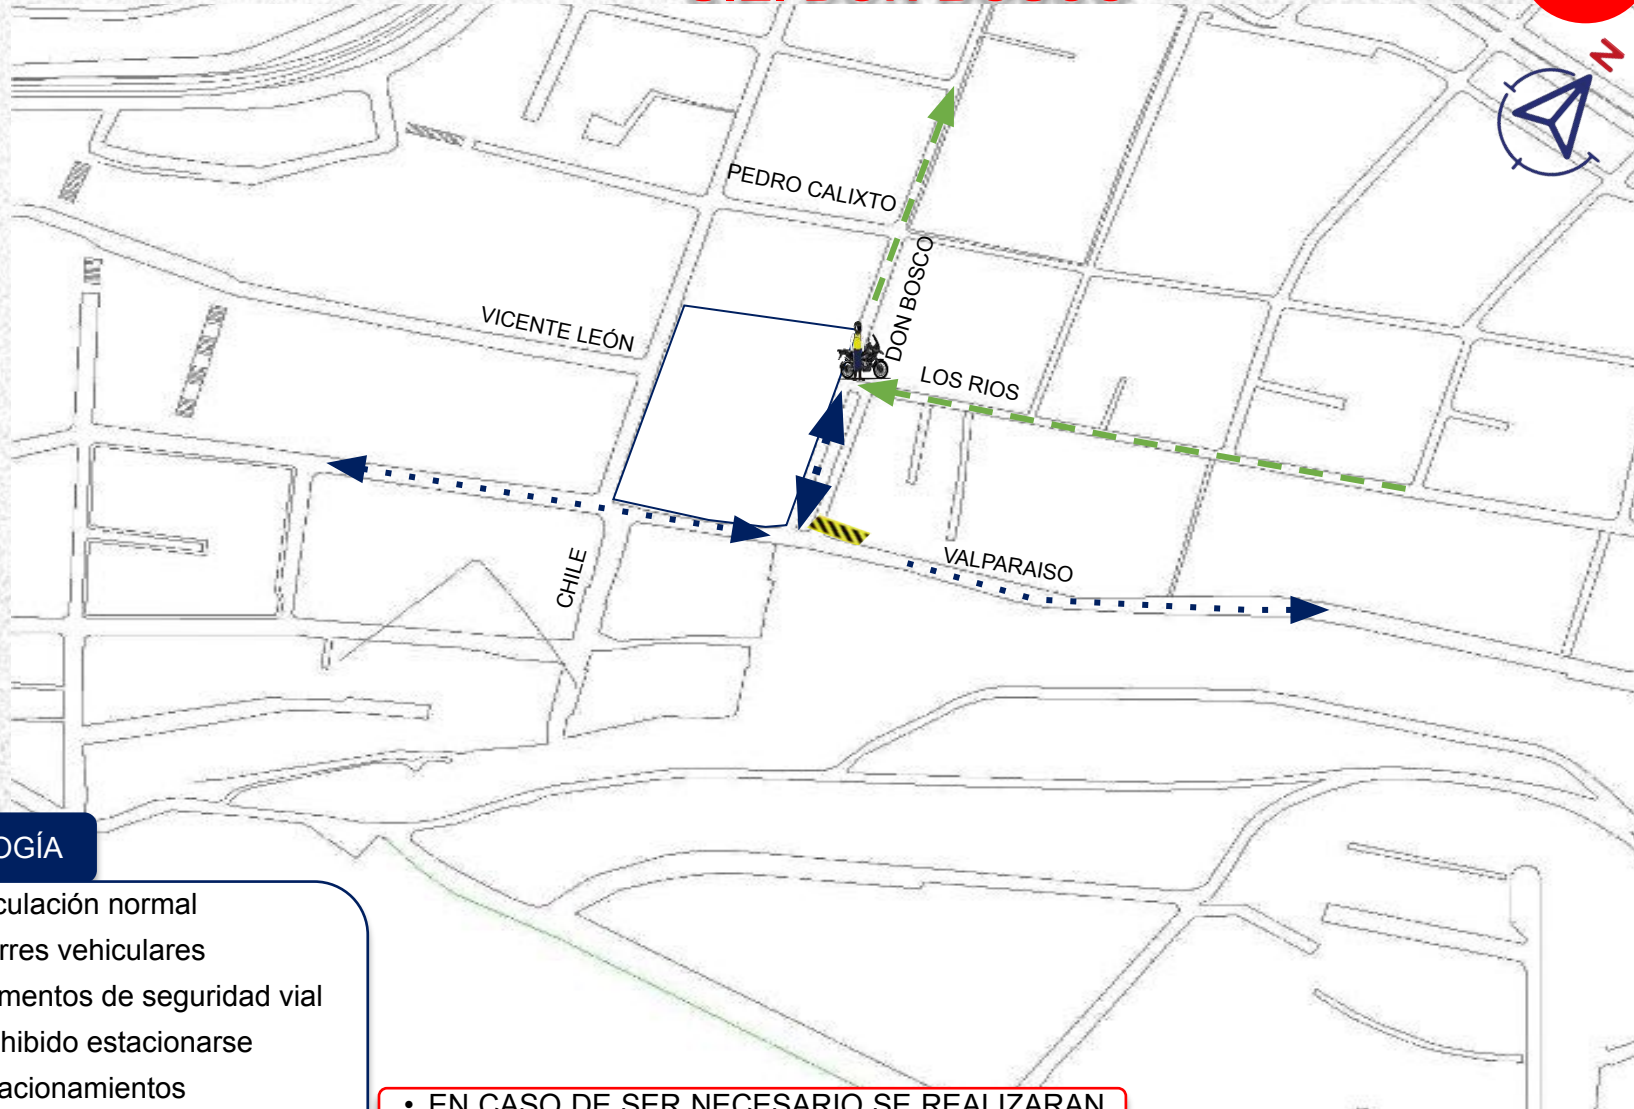 N
PEDRO CALIXTO
DON BOSCO
VICENTE LEÓN
LOS RIOS
CHILE
VALPARAISO
culación normal
rres vehiculares
mentos de seguridad vial
hibido estacionarse
acionamientos
• EN CASO DE SER NECESARIO SE REALIZARAN